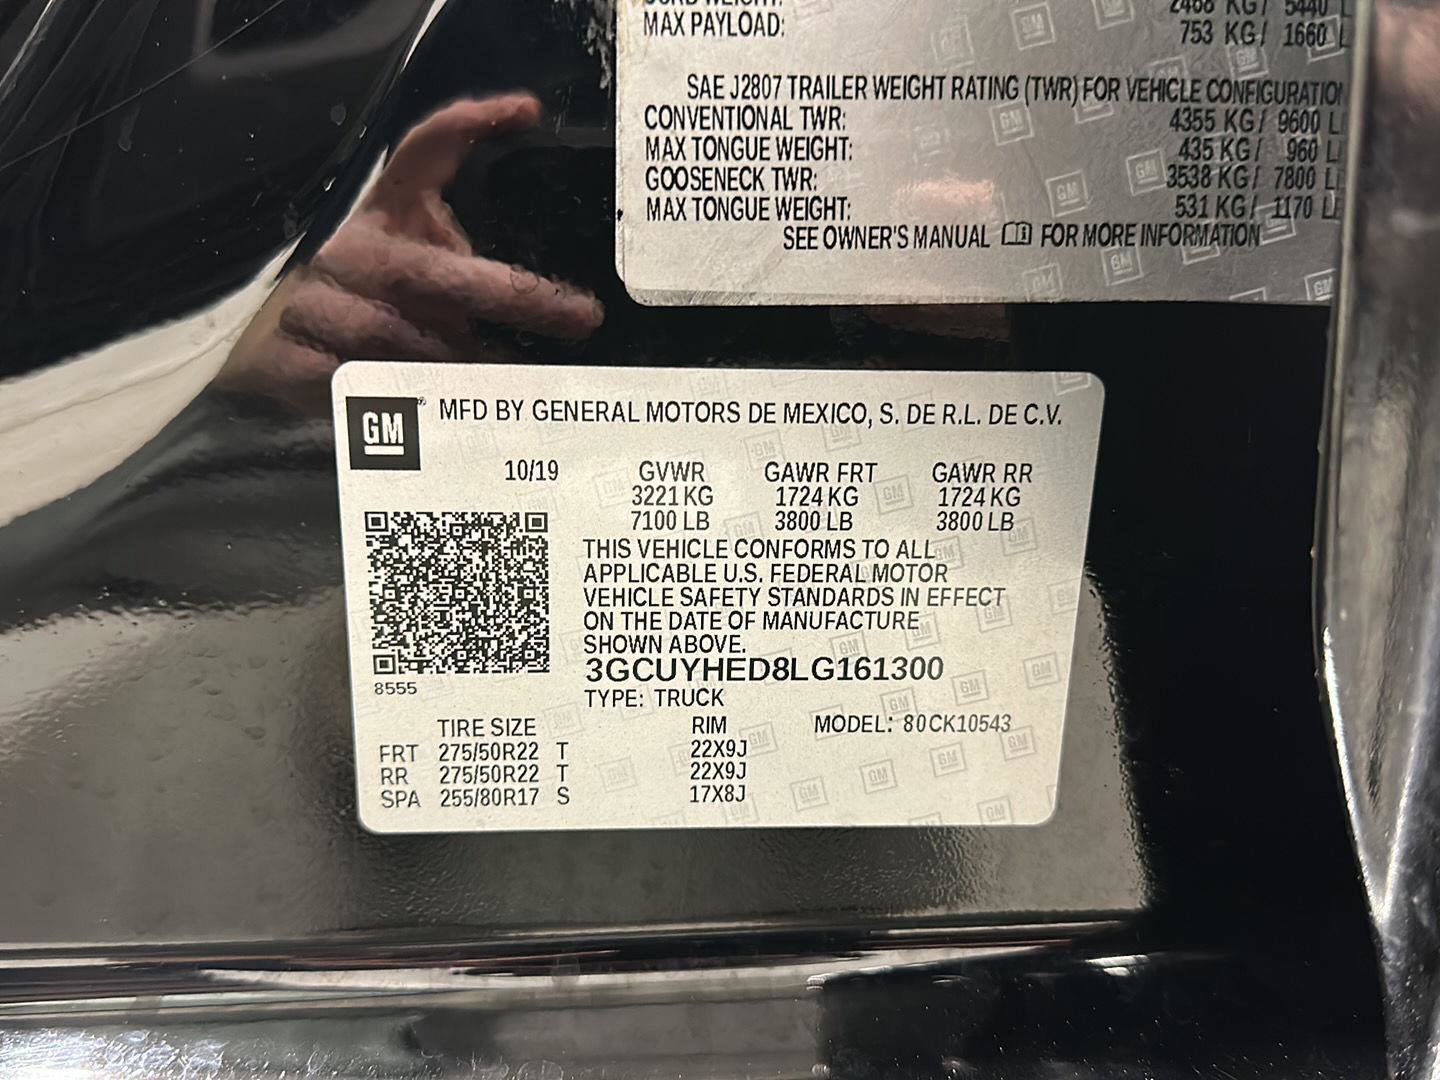 2468 KG/ 5440 L
MAX PAYLOAD: 753 KG/ 1660 L
SAE J2807 TRAILER WEIGHT RATING (TWR) FOR VEHICLE CONFIGURATION
CONVENTIONAL TWR: 4355 KG/ 9600 L
MAX TONGUE WEIGHT: 435 KG/ 960 L
GOOSENECK TWR: 3538 KG/ 7800 L
MAX TONGUE WEIGHT: 531 KG/ 1170 LB
SEE OWNER'S MANUAL FOR MORE INFORMATION
GM MFD BY GENERAL MOTORS DE MEXICO, S. DE R.L. DE C.V.
10/19 GVWR GAWR FRT GAWR RR
3221 KG 1724 KG 1724 KG
7100 LB 3800 LB 3800 LB
THIS VEHICLE CONFORMS TO ALL
APPLICABLE U.S. FEDERAL MOTOR
VEHICLE SAFETY STANDARDS IN EFFECT
ON THE DATE OF MANUFACTURE
SHOWN ABOVE.
3GCUYHED8LG161300
8555
TYPE: TRUCK
TIRE SIZE RIM MODEL: 80CK10543
FRT 275/50R22 T 22X9J
RR 275/50R22 T 22X9J
SPA 255/80R17 S 17X8J